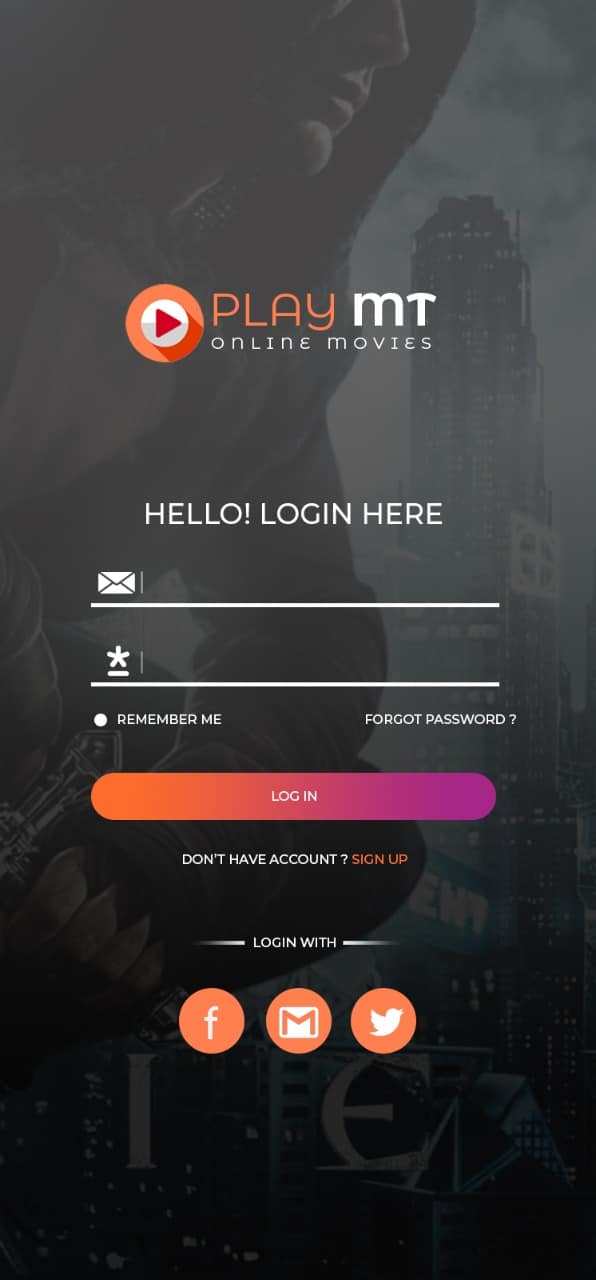 PLAY MT
ONLINE MOVIES
HELLO! LOGIN HERE
REMEMBER ME
FORGOT PASSWORD ?
LOG IN
DON'T HAVE ACCOUNT ? SIGN UP
ENT
LOGIN WITH
f
I E